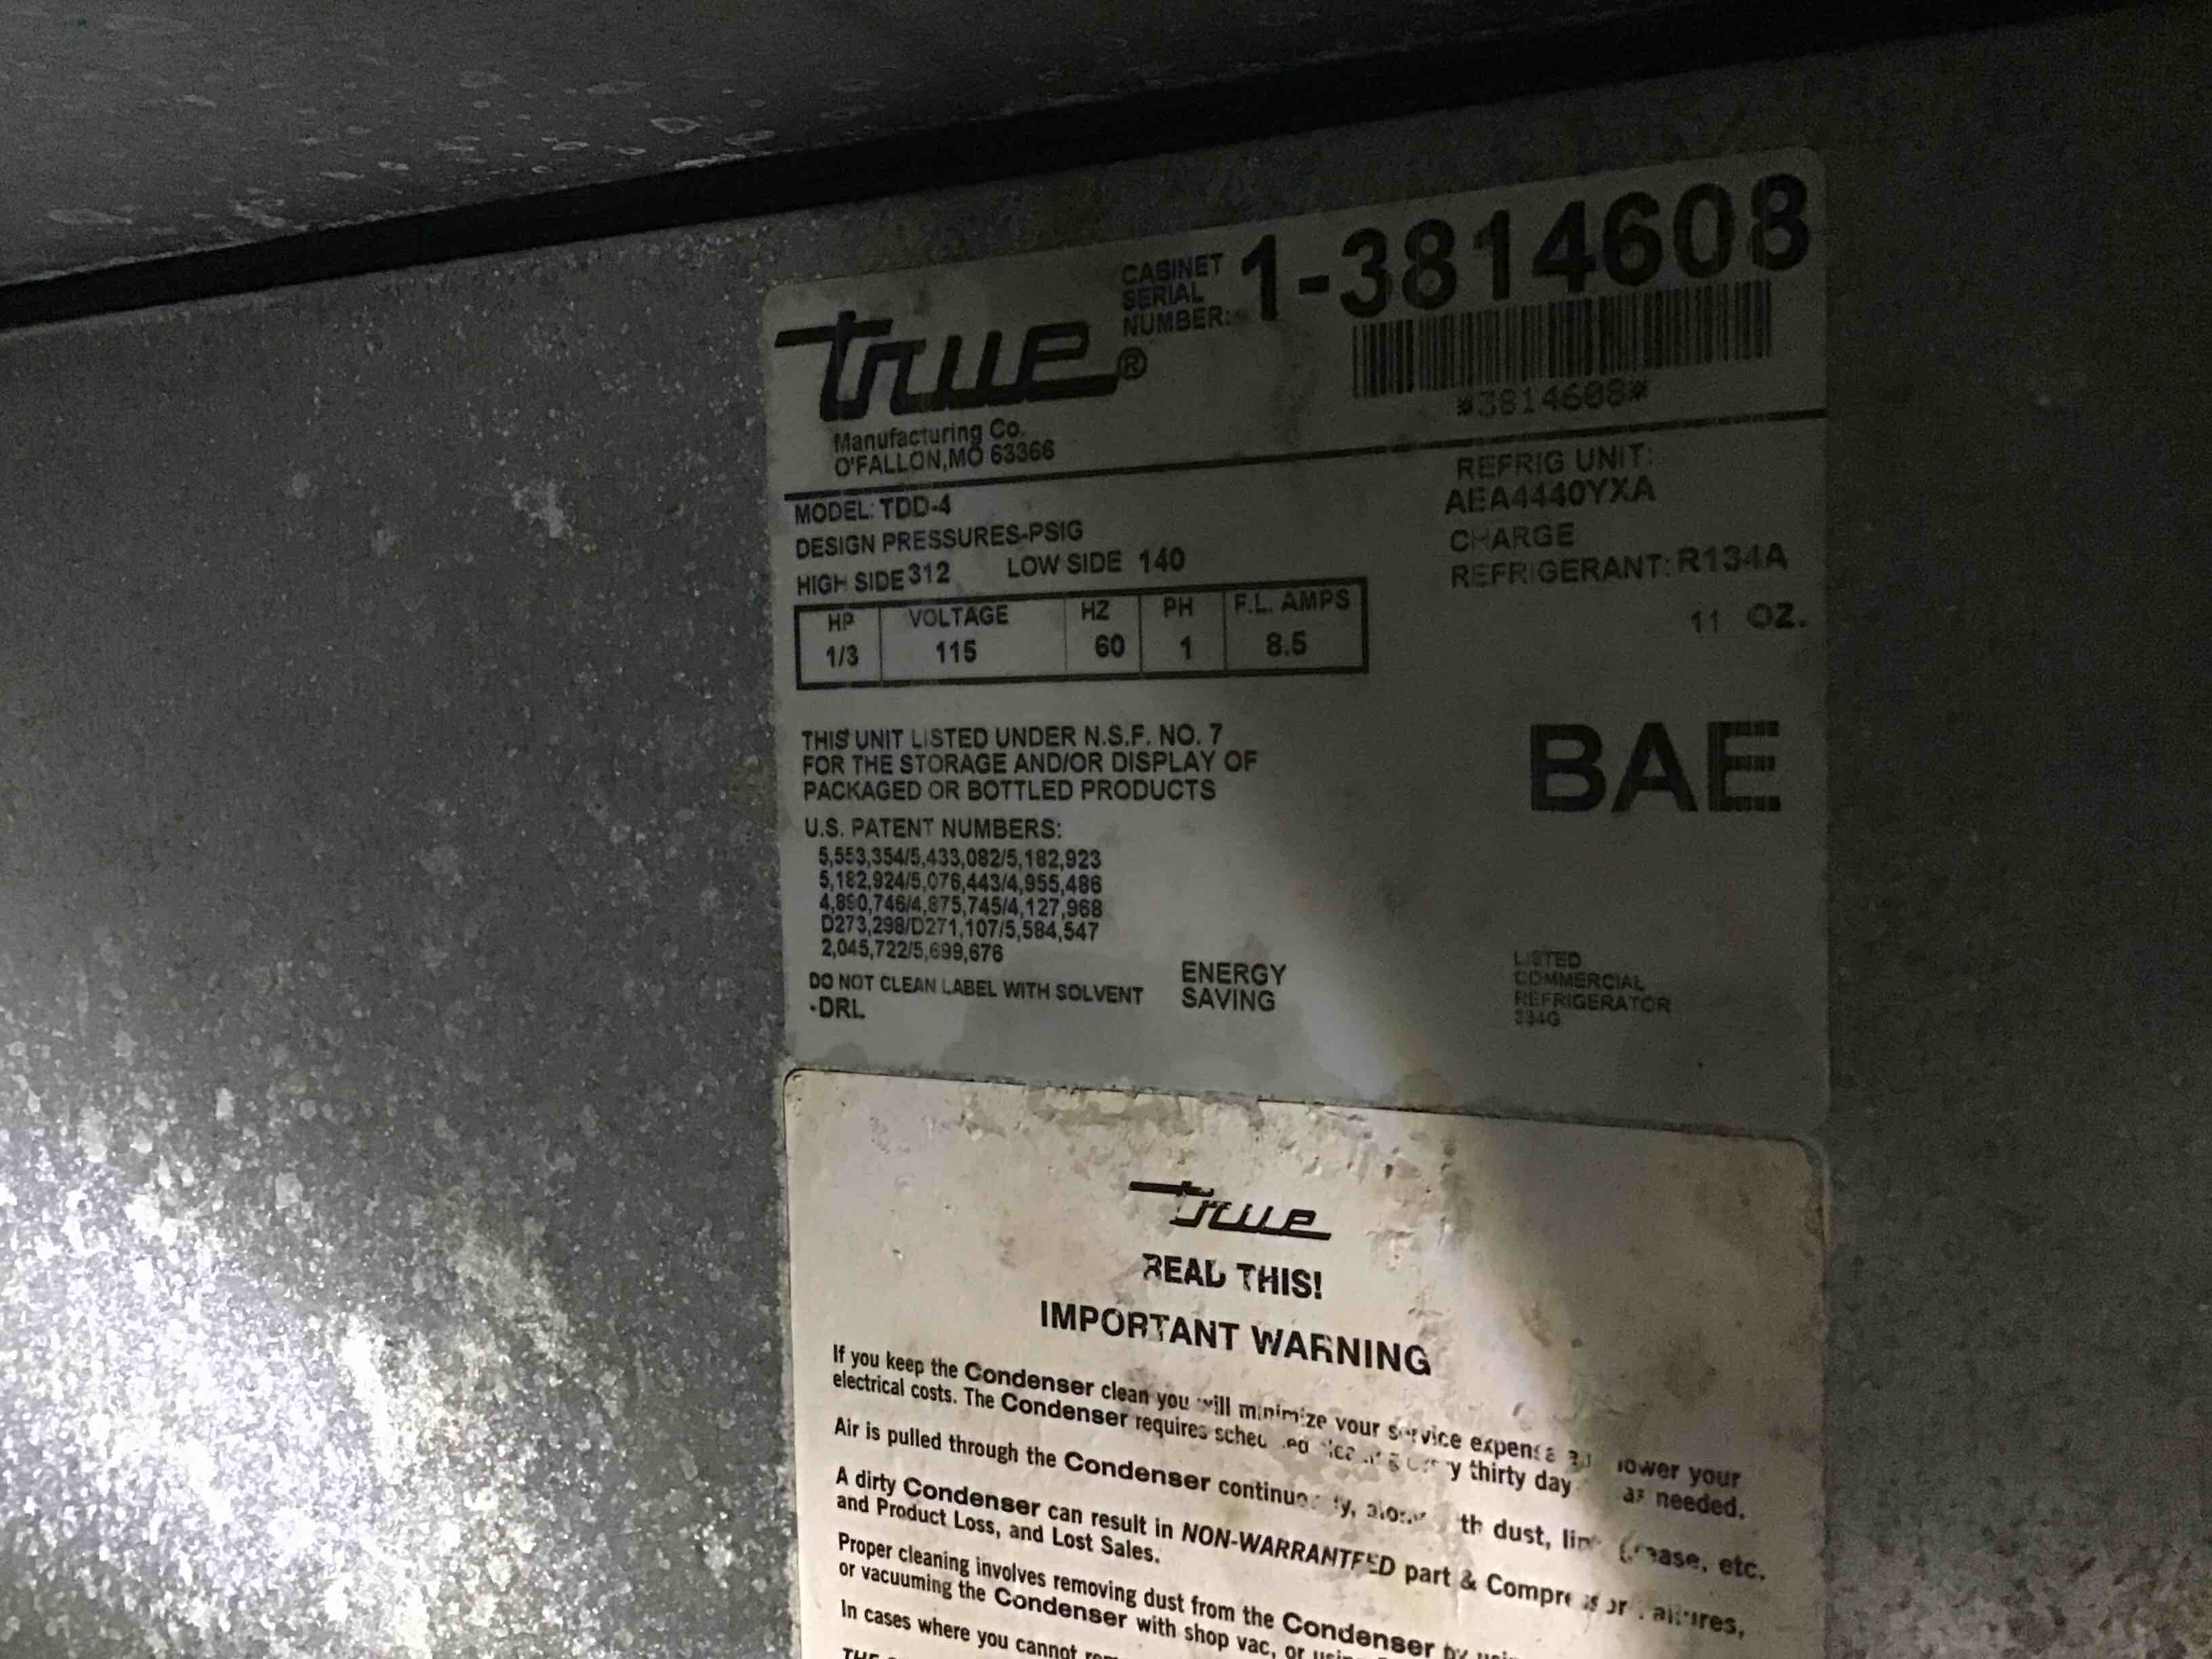 true®
CABINET
SERIAL
NUMBER:
1-3814608
*3814608*
Manufacturing Co.
O'FALLON,MO 63366
MODEL: TDD-4
DESIGN PRESSURES-PSIG
HIGH SIDE 312 LOW SIDE 140
REFRIG UNIT:
AEA4440YXA
CHARGE
REFRIGERANT: R134A
11 OZ.
HP VOLTAGE HZ PH F.L. AMPS
1/3 115 60 1 8.5
THIS UNIT LISTED UNDER N.S.F. NO. 7
FOR THE STORAGE AND/OR DISPLAY OF
PACKAGED OR BOTTLED PRODUCTS
BAE
U.S. PATENT NUMBERS:
5,553,354/5,433,082/5,182,923
5,182,924/5,076,443/4,955,486
4,890,746/4,875,745/4,127,968
D273,298/D271,107/5,584,547
2,045,722/5,699,676
DO NOT CLEAN LABEL WITH SOLVENT
-DRL
ENERGY
SAVING
LISTED
COMMERCIAL
REFRIGERATOR
334G
true
READ THIS!
IMPORTANT WARNING
If you keep the Condenser clean you will minimize your service expense lower your
electrical costs. The Condenser requires thirty day as needed.
Air is pulled through the Condenser dust, etc.
A dirty Condenser can result in NON-WARRANTEED part &
and Product Loss, and Lost Sales.
Proper cleaning involves removing dust from the Condenser by
or vacuuming the Condenser with shop vac, or
In cases where you cannot